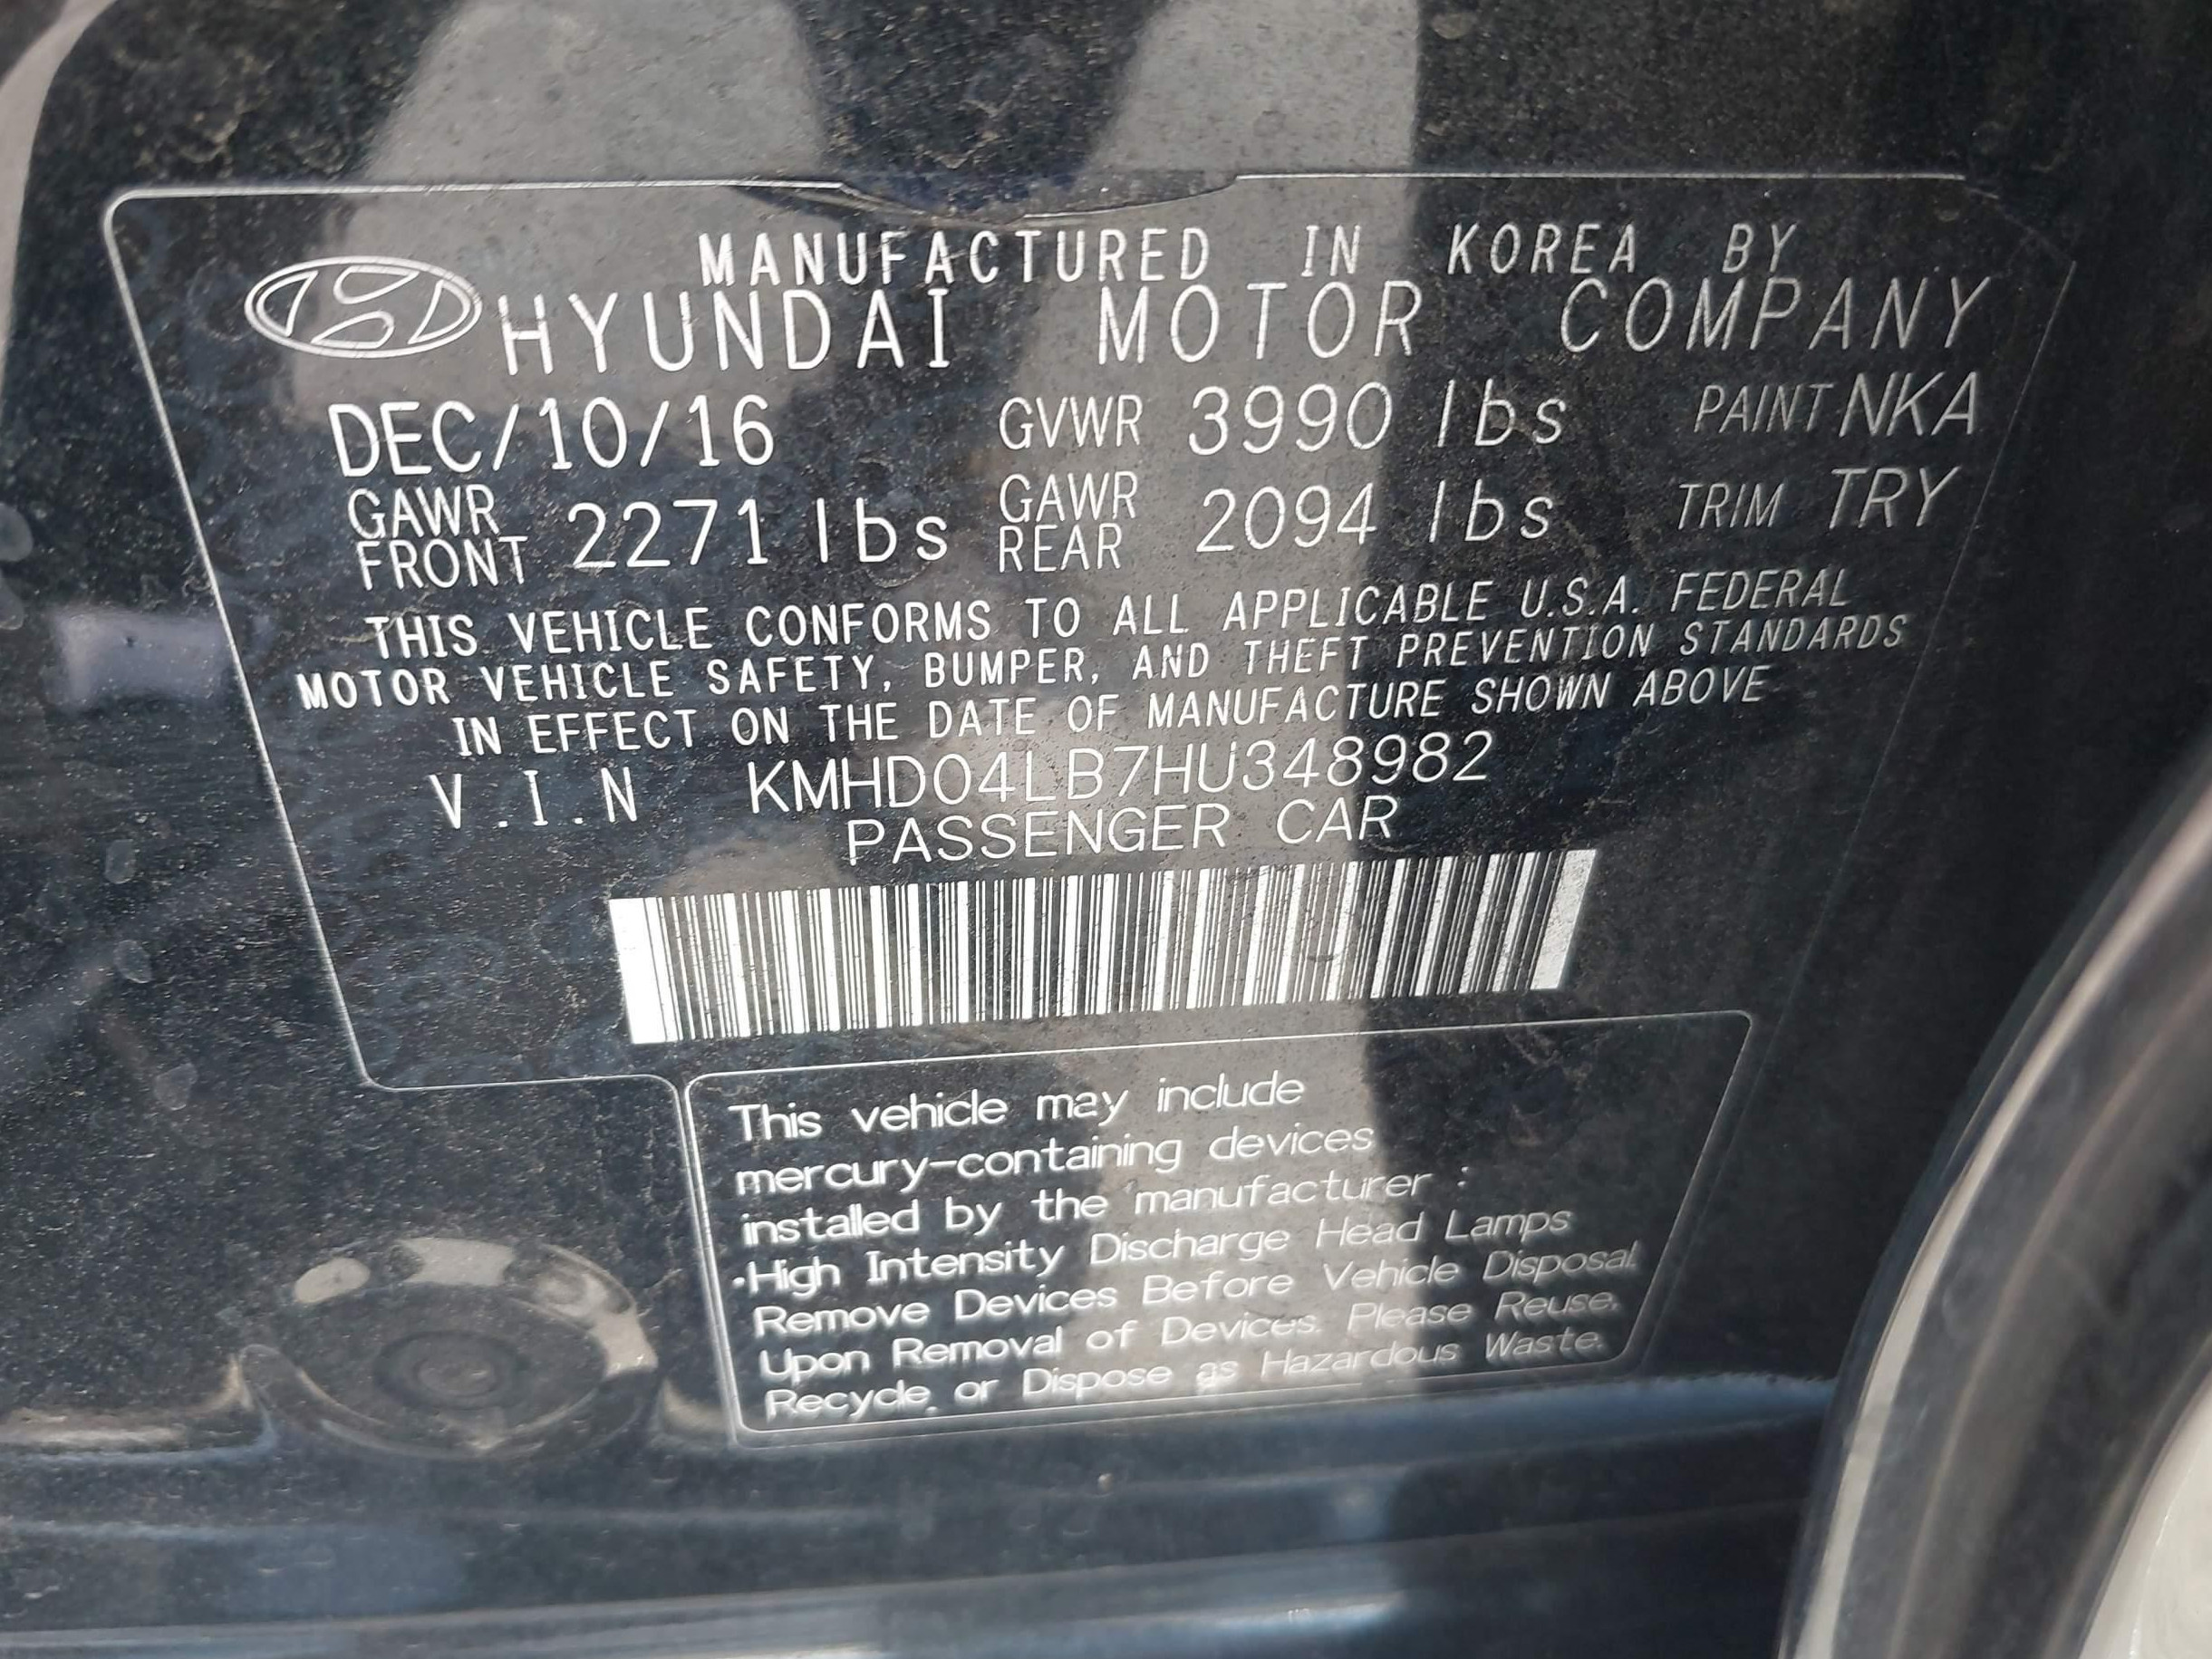 MANUFACTURED IN KOREA BY
HYUNDAI MOTOR COMPANY
DEC/10/16 GVWR 3990 lbs PAINT NKA
GAWR FRONT 2271 lbs GAWR REAR 2094 lbs TRIM TRY
THIS VEHICLE CONFORMS TO ALL APPLICABLE U.S.A. FEDERAL
MOTOR VEHICLE SAFETY, BUMPER, AND THEFT PREVENTION STANDARDS
IN EFFECT ON THE DATE OF MANUFACTURE SHOWN ABOVE
V.I.N KMHD04LB7HU348982
PASSENGER CAR
This vehicle may include
mercury-containing devices
installed by the manufacturer :
·High Intensity Discharge Head Lamps
Remove Devices Before Vehicle Disposal.
Upon Removal of Devices. Please Reuse.
Recycle. or Dispose as Hazardous Waste.